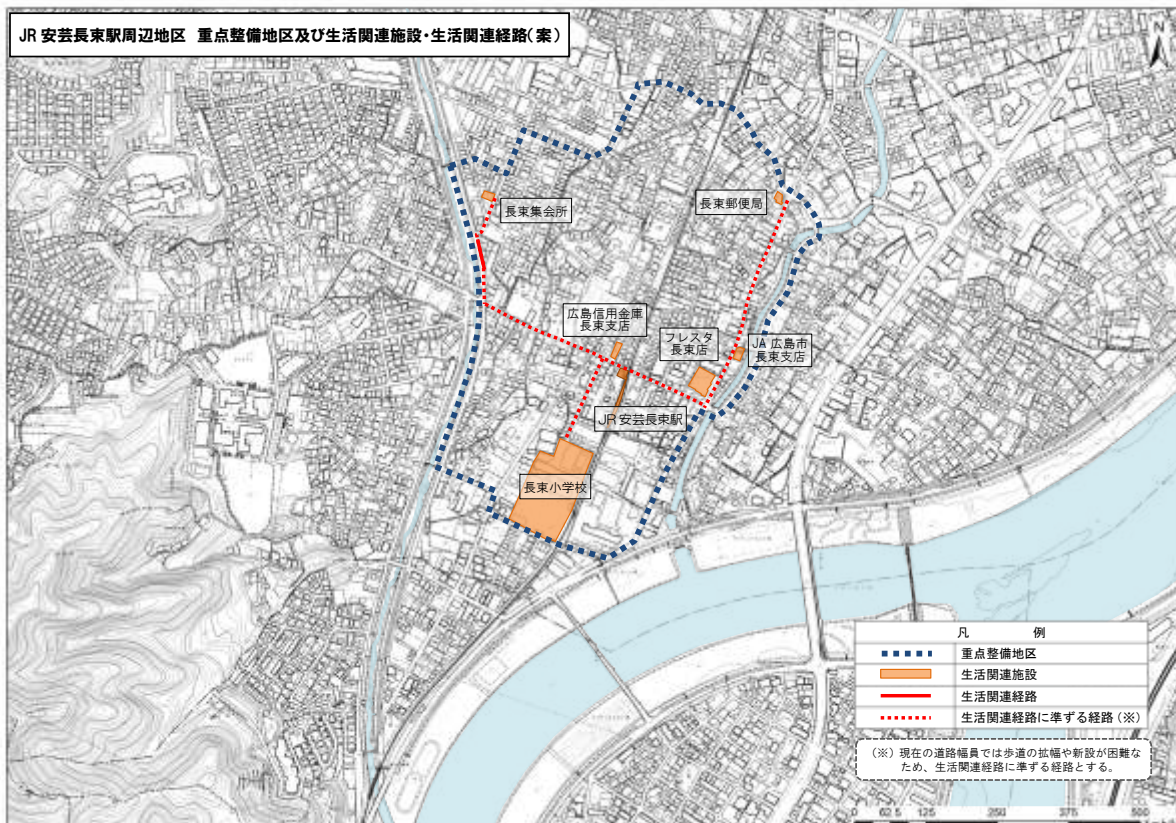 JR 安芸長束駅周辺地区 重点整備地区及び生活関連施設・生活関連経路(案)
N
長束集会所
長束郵便局
広島信用金庫
長束支店
フレスタ
長束店
JA 広島市
長束支店
JR 安芸長束駅
長束小学校
凡 例
重点整備地区
生活関連施設
生活関連経路
生活関連経路に準ずる経路(※)
(※) 現在の道路幅員では歩道の拡幅や新設が困難な
ため、生活関連経路に準ずる経路とする。
0 62.5 125 250 375 500